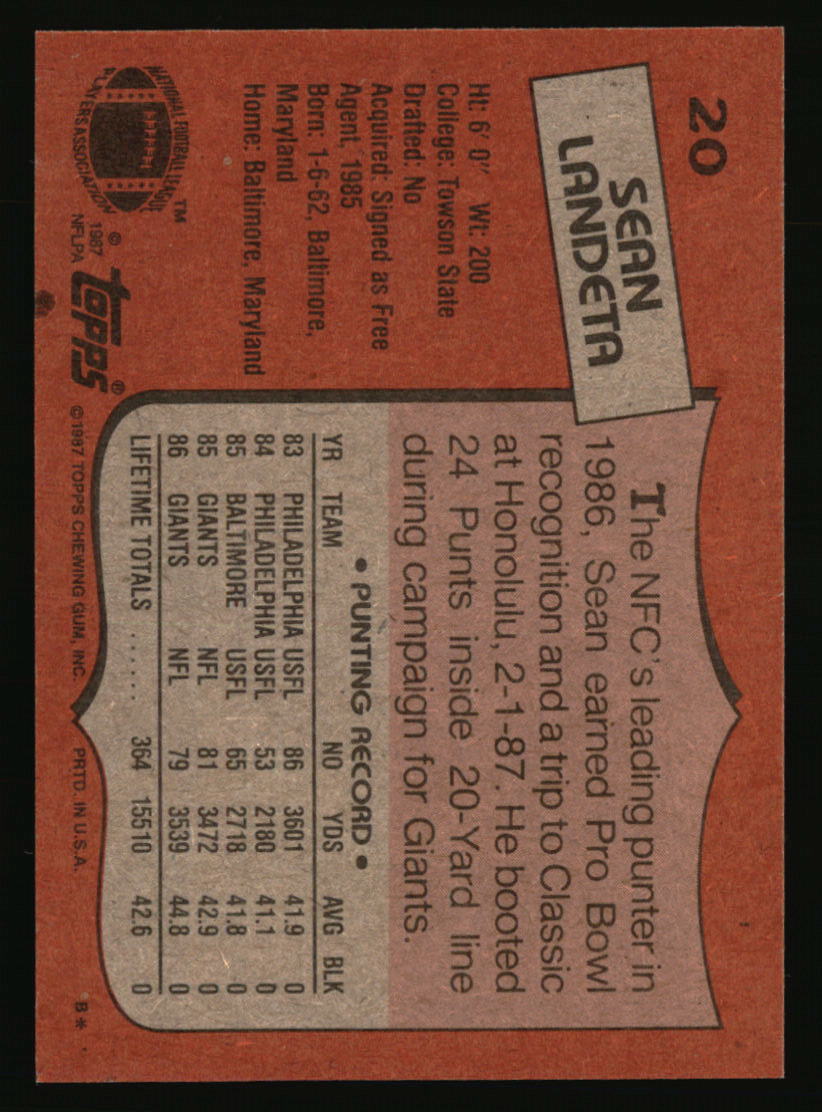 20
SEAN
LANDETA
Ht: 6' 0" Wt: 200
College: Towson State
Drafted: No
Acquired: Signed as Free
Agent, 1985
Born: 1-6-62, Baltimore,
Maryland
Home: Baltimore, Maryland
NATIONAL FOOTBALL LEAGUE
PLAYERS ASSOCIATION
TM
© 1987
NFLPA
topps®
The NFC's leading punter in
1986, Sean earned Pro Bowl
recognition and a trip to Classic
at Honolulu, 2-1-87. He booted
24 Punts inside 20-Yard line
during campaign for Giants.
• PUNTING RECORD •
YR TEAM NO YDS AVG BLK
83 PHILADELPHIA USFL 86 3601 41.9 0
84 PHILADELPHIA USFL 53 2180 41.1 0
85 BALTIMORE USFL 65 2718 41.8 0
85 GIANTS NFL 81 3472 42.9 0
86 GIANTS NFL 79 3539 44.8 0
LIFETIME TOTALS ...... 364 15510 42.6 0
©1987 TOPPS CHEWING GUM, INC. PRTD. IN U.S.A. B*